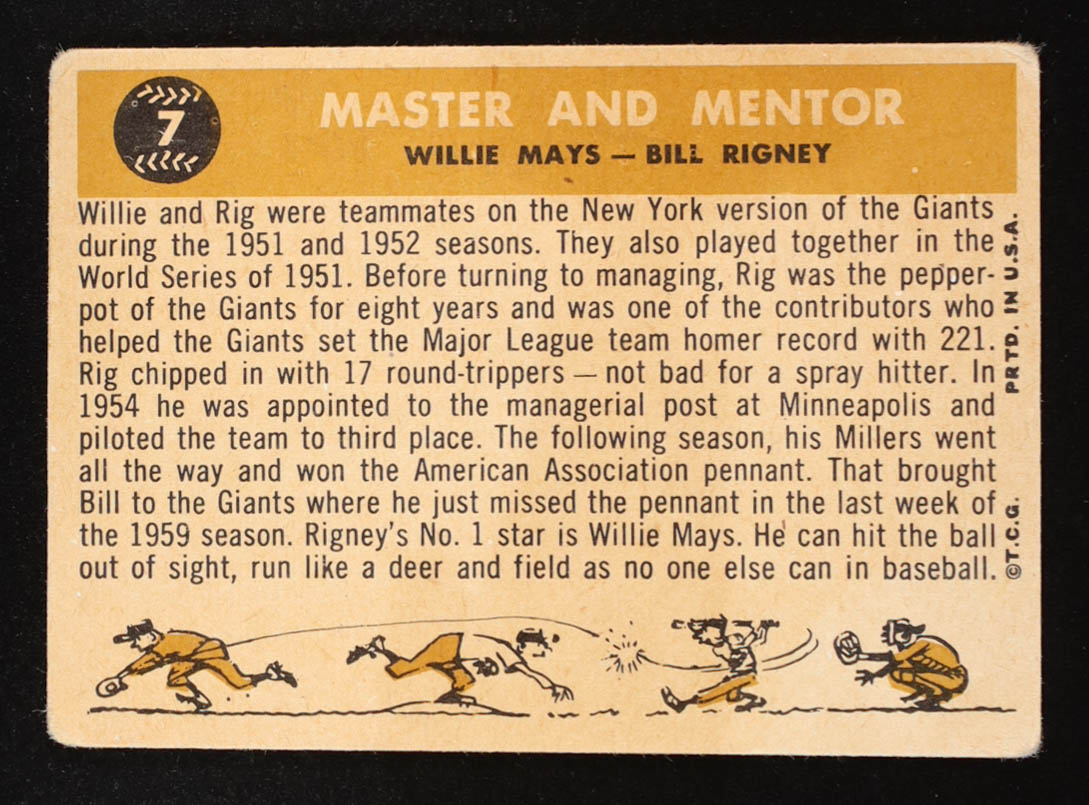 7
MASTER AND MENTOR
WILLIE MAYS — BILL RIGNEY
Willie and Rig were teammates on the New York version of the Giants
during the 1951 and 1952 seasons. They also played together in the
World Series of 1951. Before turning to managing, Rig was the pepper-
pot of the Giants for eight years and was one of the contributors who
helped the Giants set the Major League team homer record with 221.
Rig chipped in with 17 round-trippers — not bad for a spray hitter. In
1954 he was appointed to the managerial post at Minneapolis and
piloted the team to third place. The following season, his Millers went
all the way and won the American Association pennant. That brought
Bill to the Giants where he just missed the pennant in the last week of
the 1959 season. Rigney's No. 1 star is Willie Mays. He can hit the ball
out of sight, run like a deer and field as no one else can in baseball.
©T.C.G. PRTD. IN U.S.A.